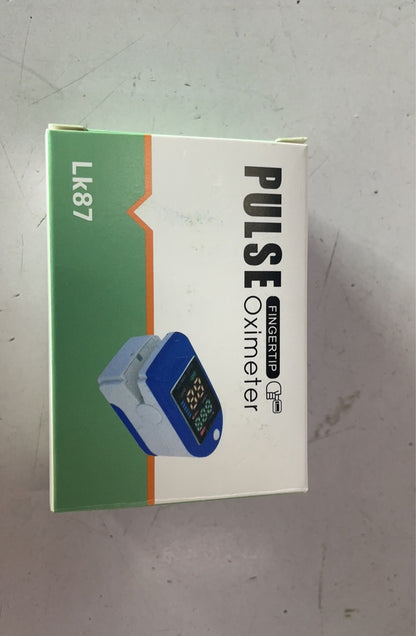 PULSE
FINGERTIP
Oximeter
Lk87